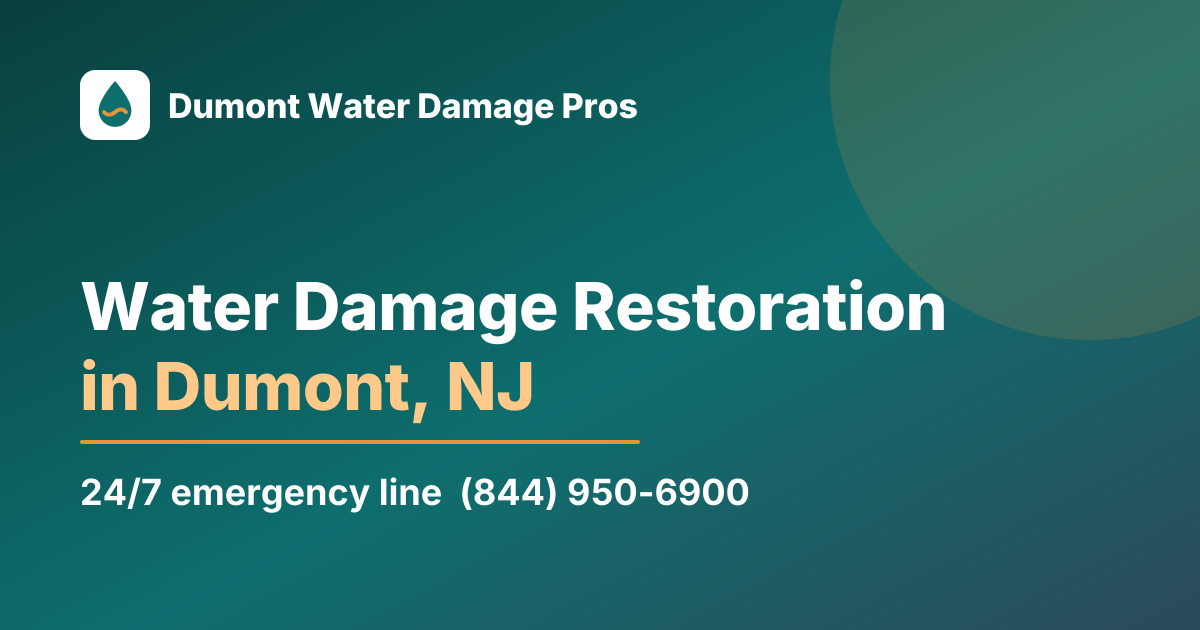 Dumont Water Damage Pros
Water Damage Restoration
in Dumont, NJ
24/7 emergency line (844) 950-6900